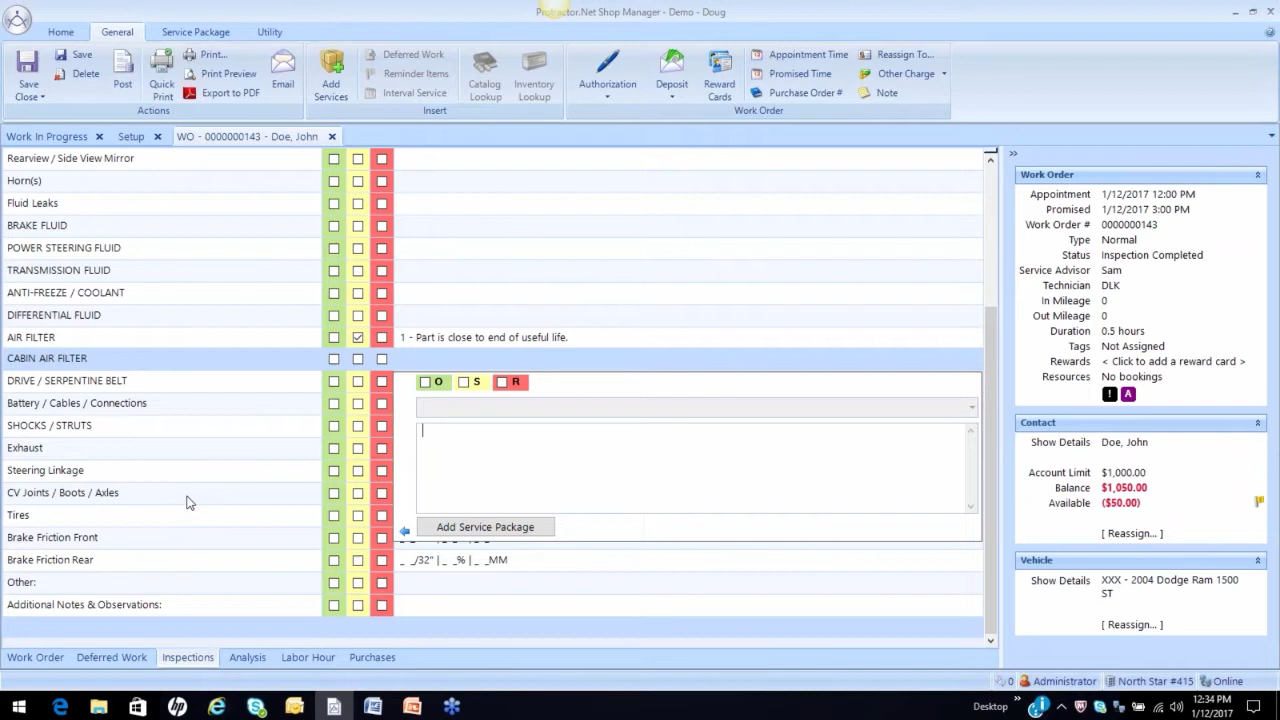 Protractor.Net Shop Manager - Demo - Doug
Home General Service Package Utility
Save Close
Save
Delete
Post
Quick Print
Print...
Print Preview
Export to PDF
Email
Actions
Add Services
Deferred Work
Reminder Items
Interval Service
Catalog Lookup
Inventory Lookup
Insert
Authorization
Deposit
Reward Cards
Appointment Time
Promised Time
Purchase Order #
Reassign To...
Other Charge
Note
Work Order
Work In Progress Setup WO - 0000000143 - Doe, John
Rearview / Side View Mirror
Horn(s)
Fluid Leaks
BRAKE FLUID
POWER STEERING FLUID
TRANSMISSION FLUID
ANTI-FREEZE / COOLANT
DIFFERENTIAL FLUID
AIR FILTER 1 - Part is close to end of useful life.
CABIN AIR FILTER
DRIVE / SERPENTINE BELT
O S R
Battery / Cables / Connections
SHOCKS / STRUTS
Exhaust
Steering Linkage
CV Joints / Boots / Axles
Tires
Add Service Package
Brake Friction Front
Brake Friction Rear _ _/32" | _ _% | _ _MM
Other:
Additional Notes & Observations:
Work Order Deferred Work Inspections Analysis Labor Hour Purchases
Work Order
Appointment 1/12/2017 12:00 PM
Promised 1/12/2017 3:00 PM
Work Order # 0000000143
Type Normal
Status Inspection Completed
Service Advisor Sam
Technician DLK
In Mileage 0
Out Mileage 0
Duration 0.5 hours
Tags Not Assigned
Rewards < Click to add a reward card >
Resources No bookings
! A
Contact
Show Details Doe, John
Account Limit $1,000.00
Balance $1,050.00
Available ($50.00)
[ Reassign... ]
Vehicle
Show Details XXX - 2004 Dodge Ram 1500 ST
[ Reassign... ]
0 Administrator North Star #415 Online
Desktop
12:34 PM
1/12/2017